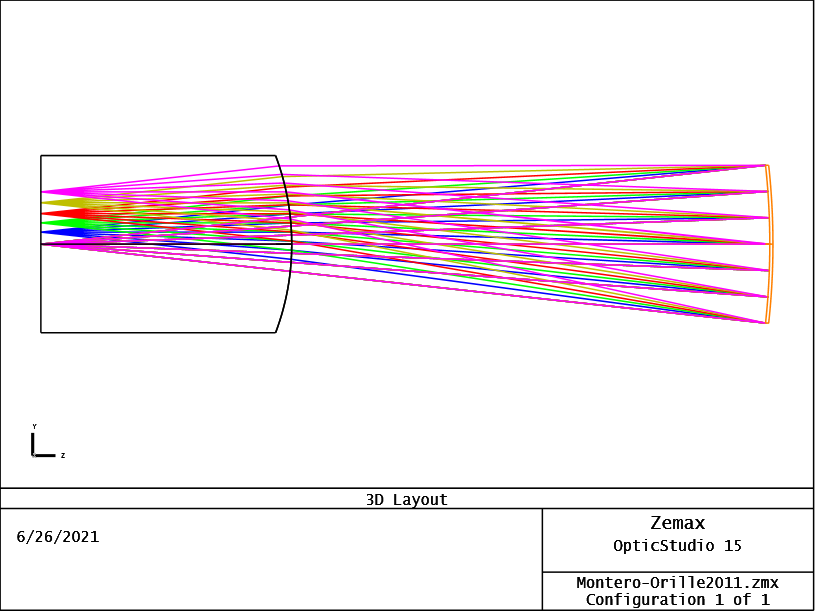 Y
Z
3D Layout
6/26/2021
Zemax
OpticStudio 15
Montero-Orille2011.zmx
Configuration 1 of 1